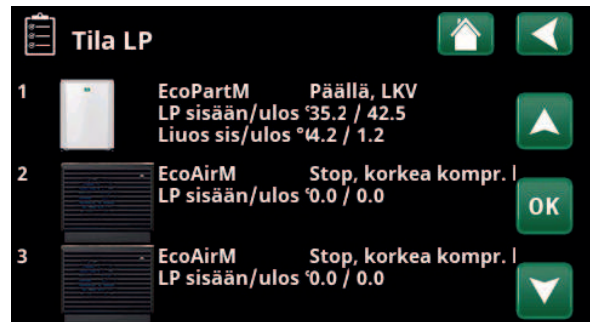 Tila LP
1 EcoPartM Päällä, LKV
LP sisään/ulos 35.2 / 42.5
Liuos sis/ulos 4.2 / 1.2
2 EcoAirM Stop, korkea kompr.
LP sisään/ulos 0.0 / 0.0
OK
3 EcoAirM Stop, korkea kompr.
LP sisään/ulos 0.0 / 0.0